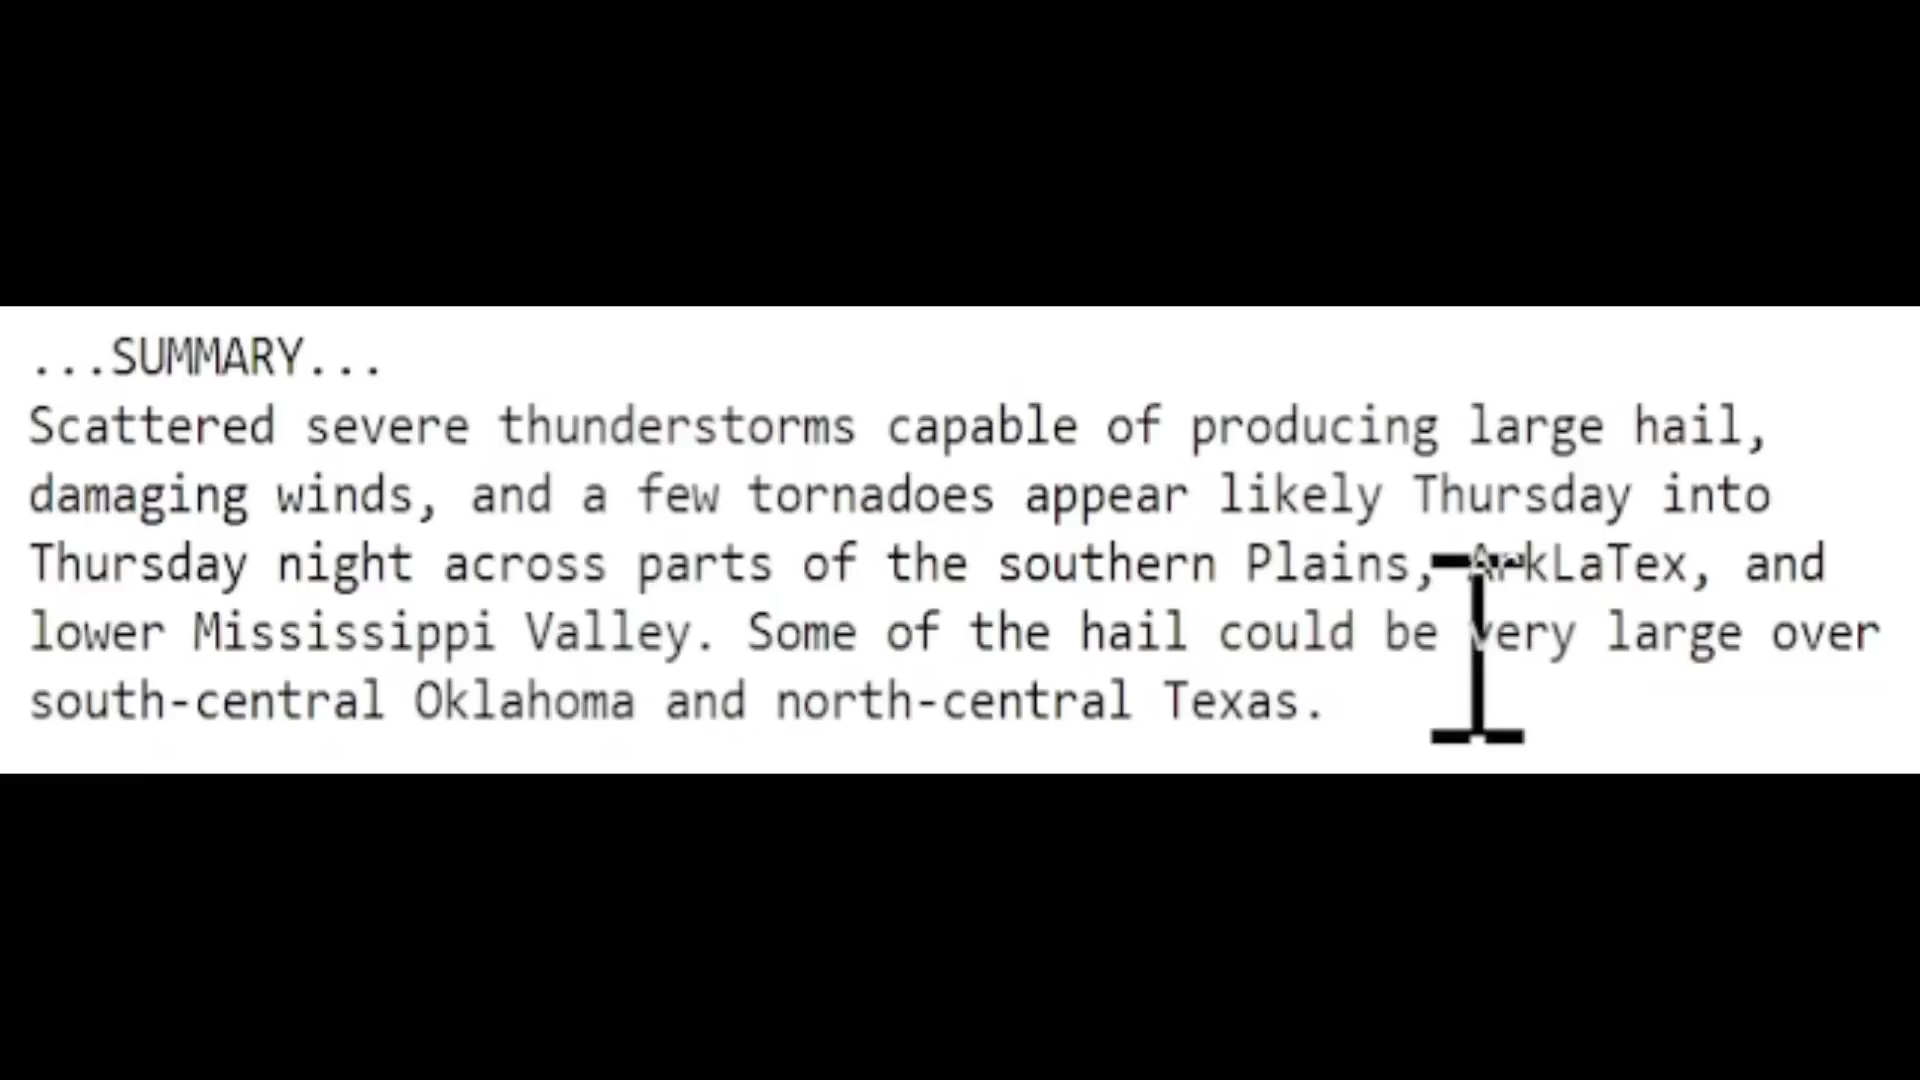 ...SUMMARY...
Scattered severe thunderstorms capable of producing large hail,
damaging winds, and a few tornadoes appear likely Thursday into
Thursday night across parts of the southern Plains, ArkLaTex, and
lower Mississippi Valley. Some of the hail could be very large over
south-central Oklahoma and north-central Texas.